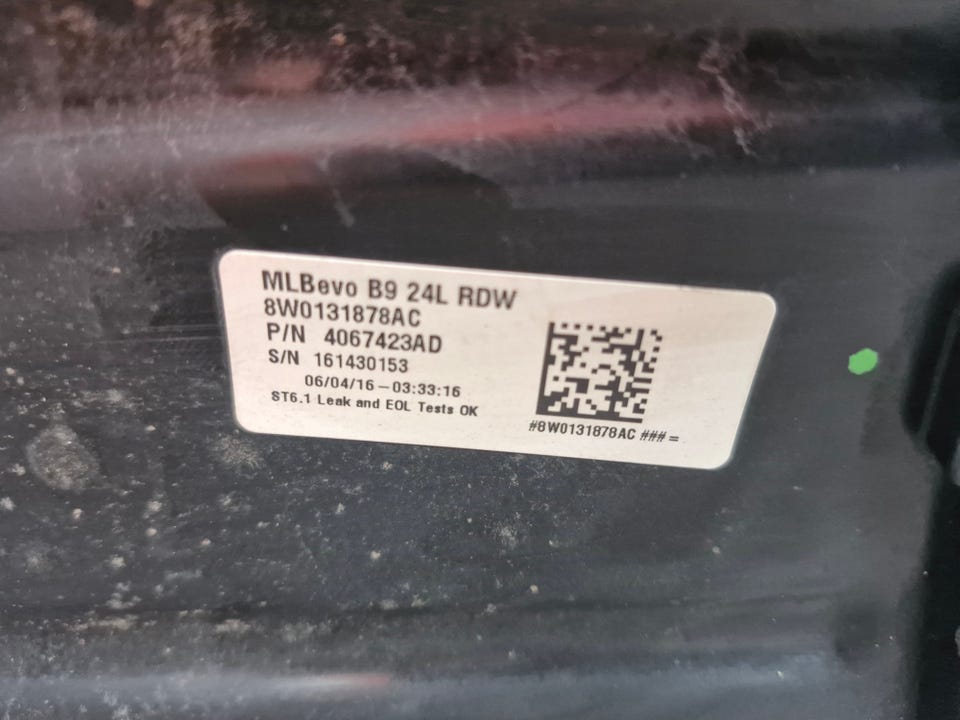 MLBevo B9 24L RDW
8W0131878AC
P/N 4067423AD
S/N 161430153
06/04/16 – 03:33:16
ST6.1 Leak and EOL Tests OK
#8W0131878AC ### =